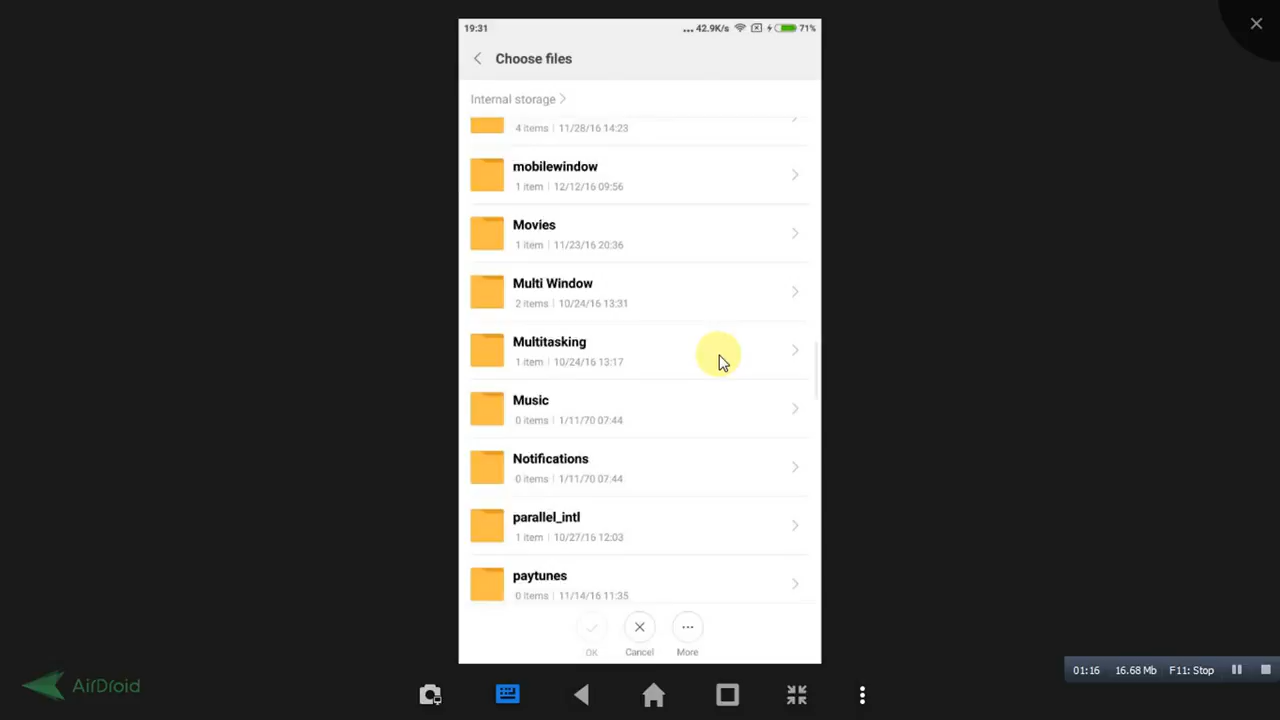 19:31
... 42.9K/s 71%
Choose files
Internal storage
4 items | 11/28/16 14:23
mobilewindow
1 item | 12/12/16 09:56
Movies
1 item | 11/23/16 20:36
Multi Window
2 items | 10/24/16 13:31
Multitasking
1 item | 10/24/16 13:17
Music
0 items | 1/11/70 07:44
Notifications
0 items | 1/11/70 07:44
parallel_intl
1 item | 10/27/16 12:03
paytunes
0 items | 11/14/16 11:35
OK Cancel More
AirDroid
01:16 16.68 Mb F11: Stop